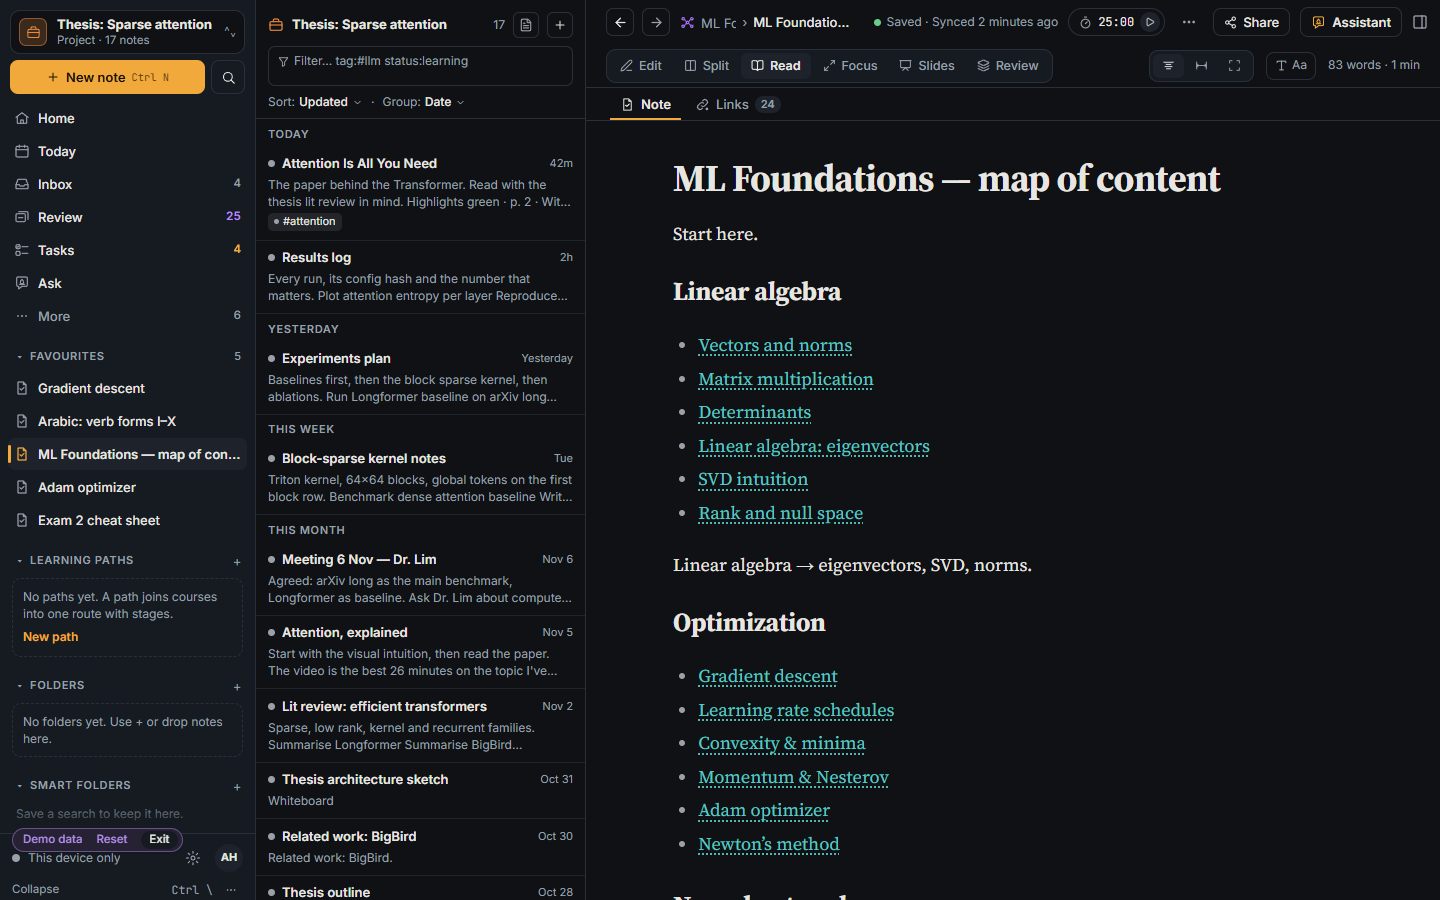 Thesis: Sparse attention
Project · 17 notes
+ New note Ctrl N
Home
Today
Inbox 4
Review 25
Tasks 4
Ask
More 6
FAVOURITES 5
Gradient descent
Arabic: verb forms I–X
ML Foundations — map of con...
Adam optimizer
Exam 2 cheat sheet
LEARNING PATHS +
No paths yet. A path joins courses
into one route with stages.
New path
FOLDERS +
No folders yet. Use + or drop notes
here.
SMART FOLDERS +
Save a search to keep it here.
Demo data Reset Exit
This device only AH
Collapse Ctrl \ ...
Thesis: Sparse attention 17
Filter... tag:#llm status:learning
Sort: Updated · Group: Date
TODAY
Attention Is All You Need 42m
The paper behind the Transformer. Read with the
thesis lit review in mind. Highlights green · p. 2 · Wit...
#attention
Results log 2h
Every run, its config hash and the number that
matters. Plot attention entropy per layer Reproduce...
YESTERDAY
Experiments plan Yesterday
Baselines first, then the block sparse kernel, then
ablations. Run Longformer baseline on arXiv long...
THIS WEEK
Block-sparse kernel notes Tue
Triton kernel, 64×64 blocks, global tokens on the first
block row. Benchmark dense attention baseline Writ...
THIS MONTH
Meeting 6 Nov — Dr. Lim Nov 6
Agreed: arXiv long as the main benchmark,
Longformer as baseline. Ask Dr. Lim about compute...
Attention, explained Nov 5
Start with the visual intuition, then read the paper.
The video is the best 26 minutes on the topic I've...
Lit review: efficient transformers Nov 2
Sparse, low rank, kernel and recurrent families.
Summarise Longformer Summarise BigBird...
Thesis architecture sketch Oct 31
Whiteboard
Related work: BigBird Oct 30
Related work: BigBird.
Thesis outline Oct 28
ML Fc › ML Foundatio... Saved · Synced 2 minutes ago 25:00 ... Share Assistant
Edit Split Read Focus Slides Review Aa 83 words · 1 min
Note Links 24
ML Foundations — map of content
Start here.
Linear algebra
Vectors and norms
Matrix multiplication
Determinants
Linear algebra: eigenvectors
SVD intuition
Rank and null space
Linear algebra → eigenvectors, SVD, norms.
Optimization
Gradient descent
Learning rate schedules
Convexity & minima
Momentum & Nesterov
Adam optimizer
Newton's method